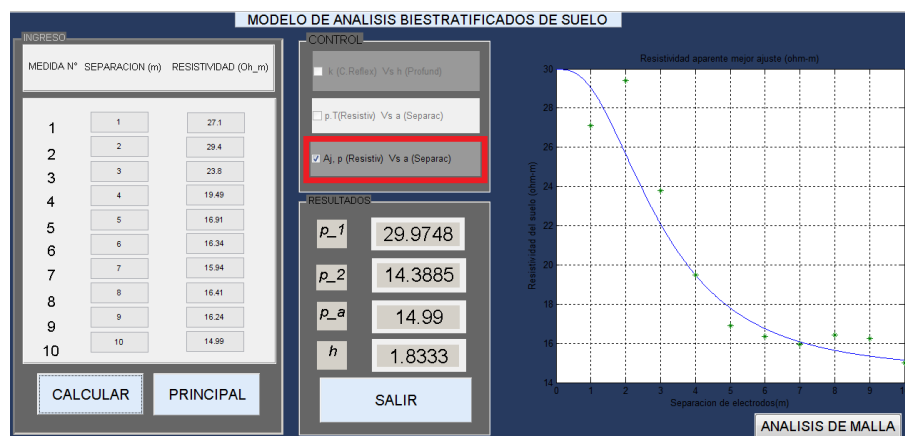 MODELO DE ANALISIS BIESTRATIFICADOS DE SUELO
INGRESO
MEDIDA N° SEPARACION (m) RESISTIVIDAD (Oh_m)
1 1 27.1
2 2 29.4
3 3 23.8
4 4 19.49
5 5 16.91
6 6 16.34
7 7 15.94
8 8 16.41
9 9 16.24
10 10 14.99
CALCULAR PRINCIPAL
CONTROL
k (C.Reflex) Vs h (Profund)
p.T(Resistiv) Vs a (Separac)
Aj. p (Resistiv) Vs a (Separac)
RESULTADOS
p_1 29.9748
p_2 14.3885
p_a 14.99
h 1.8333
SALIR
Resistividad aparente mejor ajuste (ohm-m)
Resistividad del suelo (ohm-m)
30
28
26
24
22
20
18
16
14
0 1 2 3 4 5 6 7 8 9 1
Separacion de electrodos(m)
ANALISIS DE MALLA